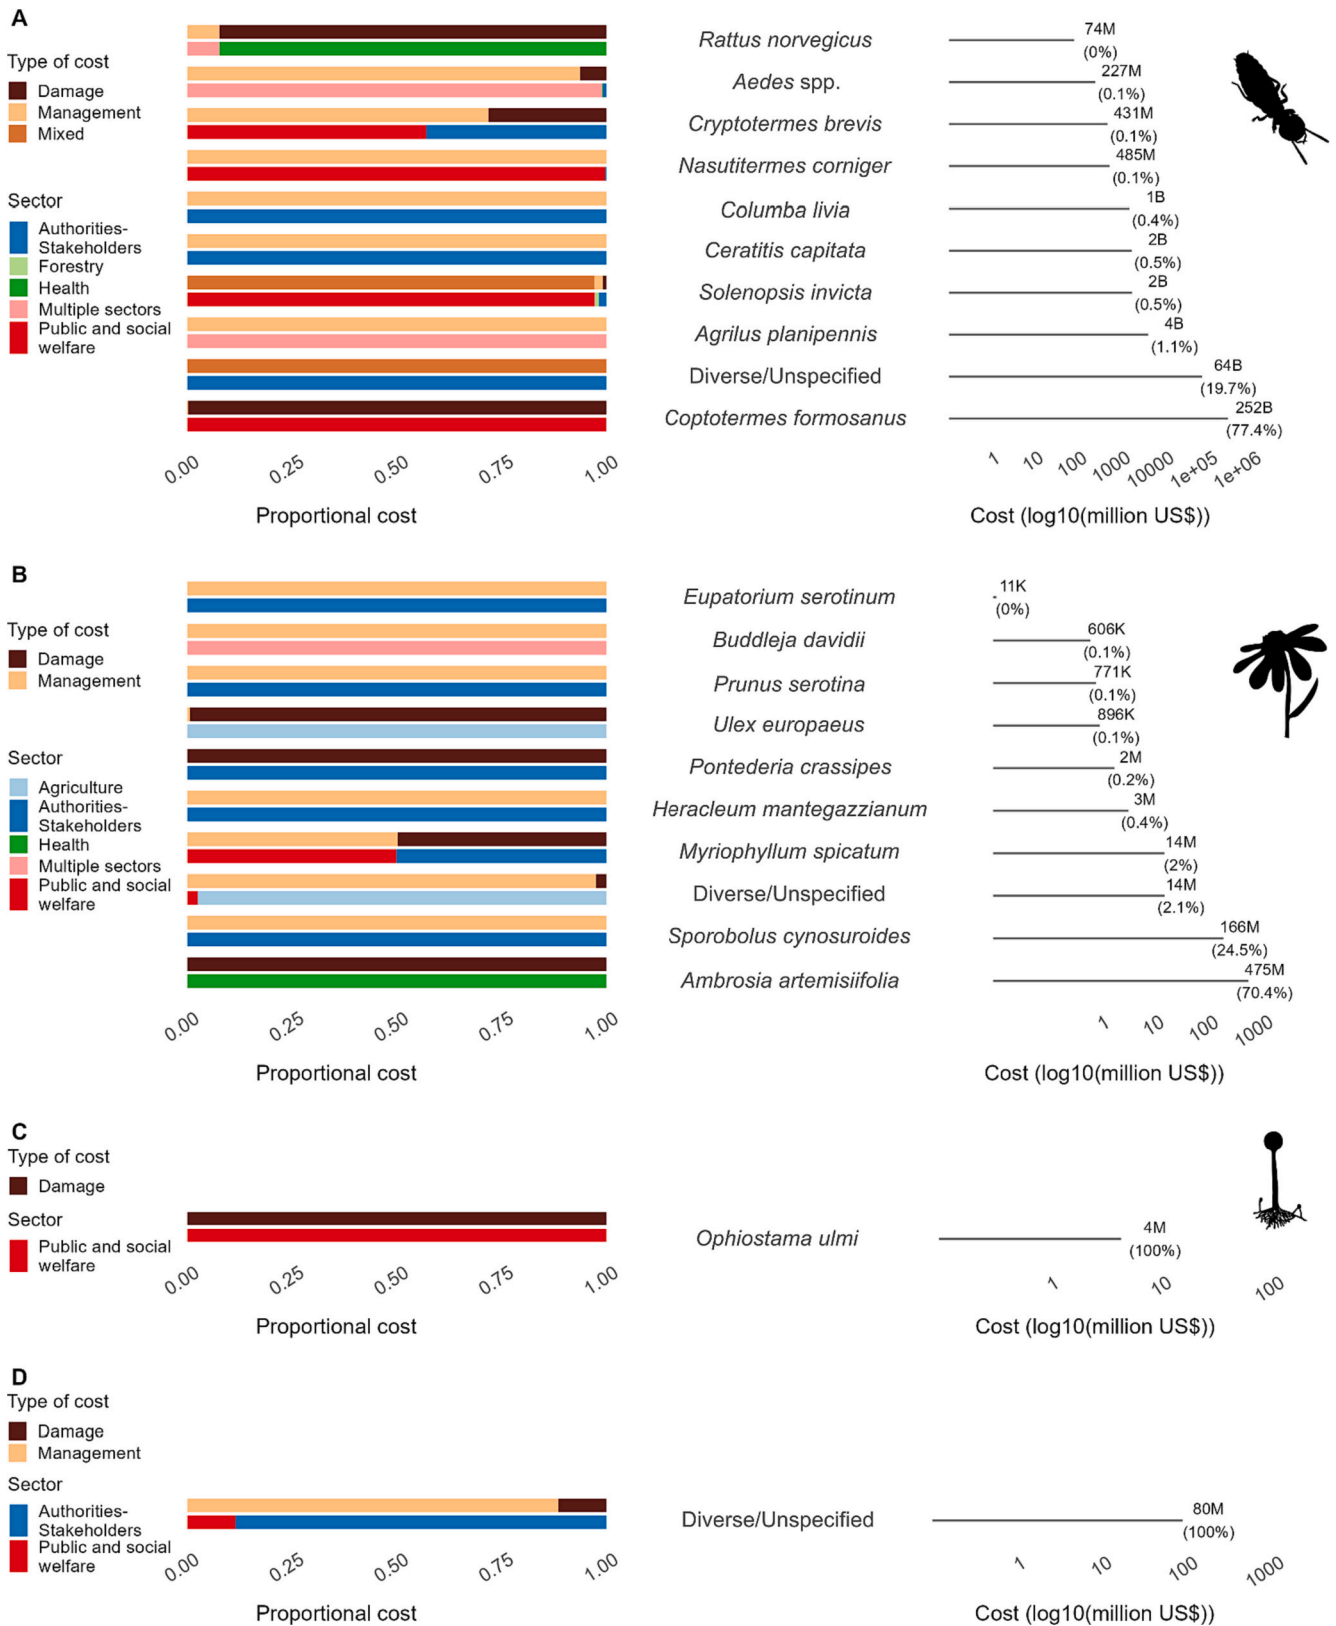 A
Type of cost
Damage
Management
Mixed
Sector
Authorities-
Stakeholders
Forestry
Health
Multiple sectors
Public and social
welfare
0.00 0.25 0.50 0.75 1.00
Proportional cost
Rattus norvegicus
Aedes spp.
Cryptotermes brevis
Nasutitermes corniger
Columba livia
Ceratitis capitata
Solenopsis invicta
Agrilus planipennis
Diverse/Unspecified
Coptotermes formosanus
74M
(0%)
227M
(0.1%)
431M
(0.1%)
485M
(0.1%)
1B
(0.4%)
2B
(0.5%)
2B
(0.5%)
4B
(1.1%)
64B
(19.7%)
252B
(77.4%)
1 10 100 1000 10000 1e+05 1e+06
Cost (log10(million US$))
B
Type of cost
Damage
Management
Sector
Agriculture
Authorities-
Stakeholders
Health
Multiple sectors
Public and social
welfare
0.00 0.25 0.50 0.75 1.00
Proportional cost
Eupatorium serotinum
Buddleja davidii
Prunus serotina
Ulex europaeus
Pontederia crassipes
Heracleum mantegazzianum
Myriophyllum spicatum
Diverse/Unspecified
Sporobolus cynosuroides
Ambrosia artemisiifolia
11K
(0%)
606K
(0.1%)
771K
(0.1%)
896K
(0.1%)
2M
(0.2%)
3M
(0.4%)
14M
(2%)
14M
(2.1%)
166M
(24.5%)
475M
(70.4%)
1 10 100 1000
Cost (log10(million US$))
C
Type of cost
Damage
Sector
Public and social
welfare
0.00 0.25 0.50 0.75 1.00
Proportional cost
Ophiostama ulmi
4M
(100%)
1 10 100
Cost (log10(million US$))
D
Type of cost
Damage
Management
Sector
Authorities-
Stakeholders
Public and social
welfare
0.00 0.25 0.50 0.75 1.00
Proportional cost
Diverse/Unspecified
80M
(100%)
1 10 100 1000
Cost (log10(million US$))